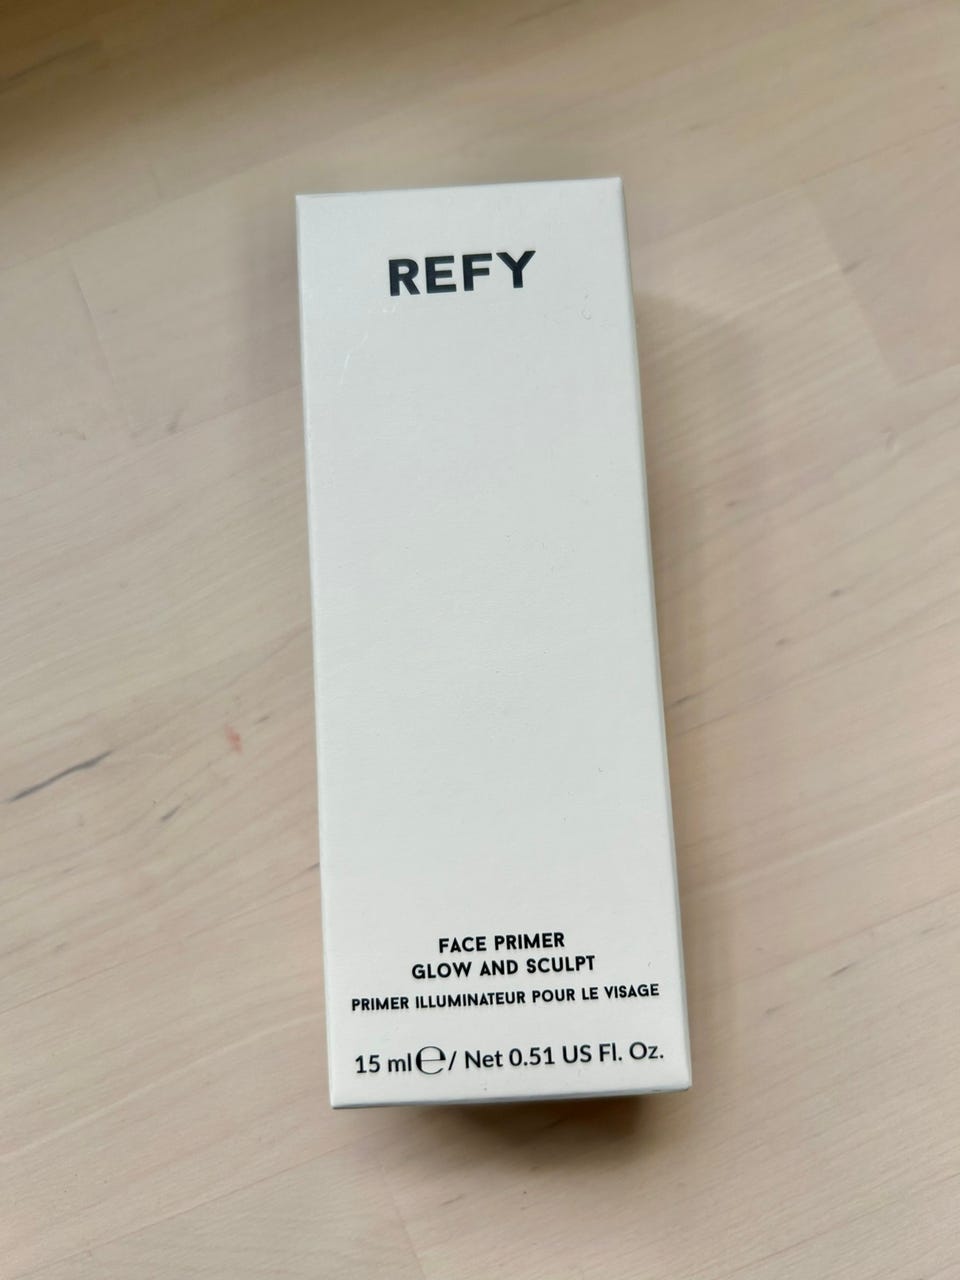 REFY
FACE PRIMER
GLOW AND SCULPT
PRIMER ILLUMINATEUR POUR LE VISAGE
15 ml℮/ Net 0.51 US Fl. Oz.